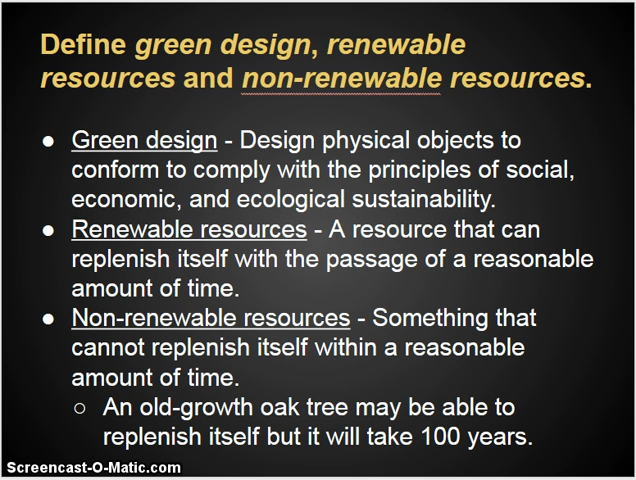 Define green design, renewable
resources and non-renewable resources.
● Green design - Design physical objects to
conform to comply with the principles of social,
economic, and ecological sustainability.
● Renewable resources - A resource that can
replenish itself with the passage of a reasonable
amount of time.
● Non-renewable resources - Something that
cannot replenish itself within a reasonable
amount of time.
○ An old-growth oak tree may be able to
replenish itself but it will take 100 years.
Screencast-O-Matic.com